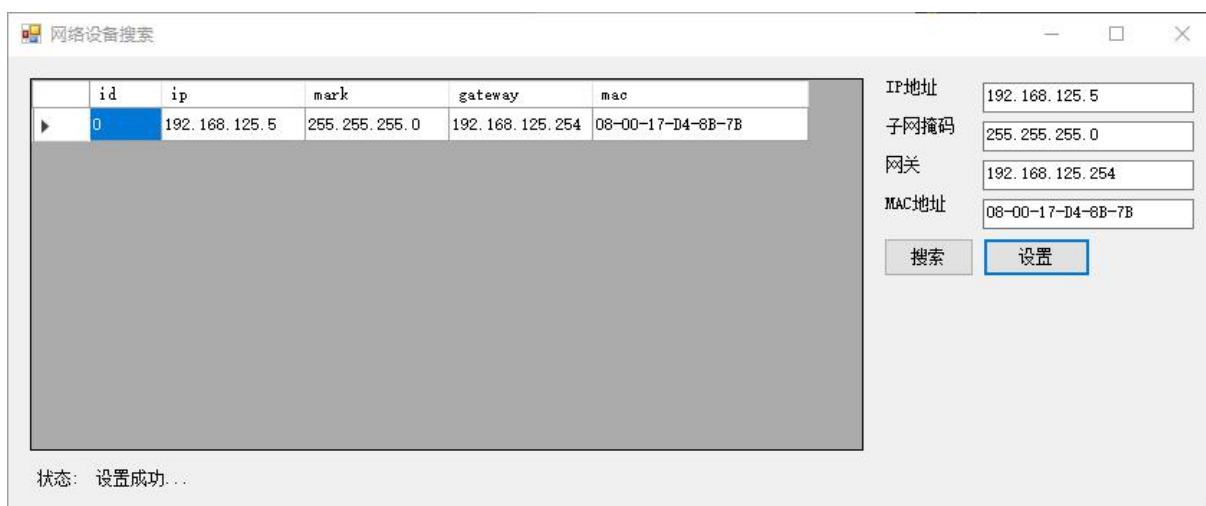 网络设备搜索
id ip mark gateway mac
0 192.168.125.5 255.255.255.0 192.168.125.254 08-00-17-D4-8B-7B
IP地址 192.168.125.5
子网掩码 255.255.255.0
网关 192.168.125.254
MAC地址 08-00-17-D4-8B-7B
搜索 设置
状态: 设置成功...